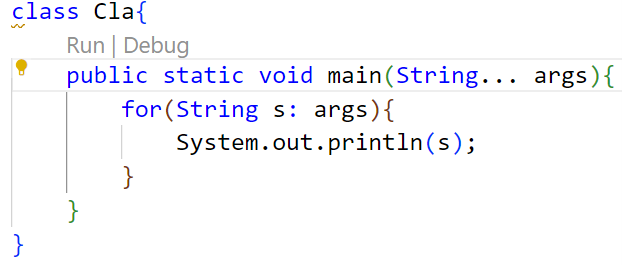 class Cla{
Run | Debug
public static void main(String... args){
for(String s: args){
System.out.println(s);
}
}
}